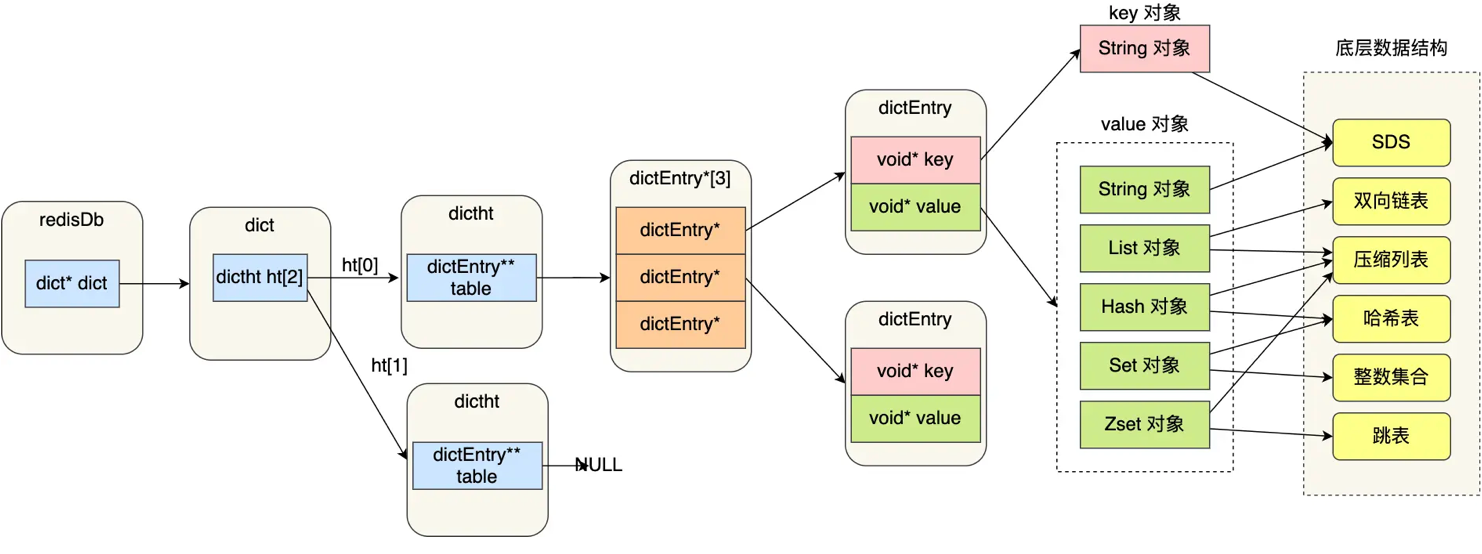 redisDb
dict* dict
dict
dictht ht[2]
ht[0]
ht[1]
dictht
dictEntry**
table
dictht
dictEntry**
table
NULL
dictEntry*[3]
dictEntry*
dictEntry*
dictEntry*
dictEntry
void* key
void* value
dictEntry
void* key
void* value
key 对象
String 对象
value 对象
String 对象
List 对象
Hash 对象
Set 对象
Zset 对象
底层数据结构
SDS
双向链表
压缩列表
哈希表
整数集合
跳表